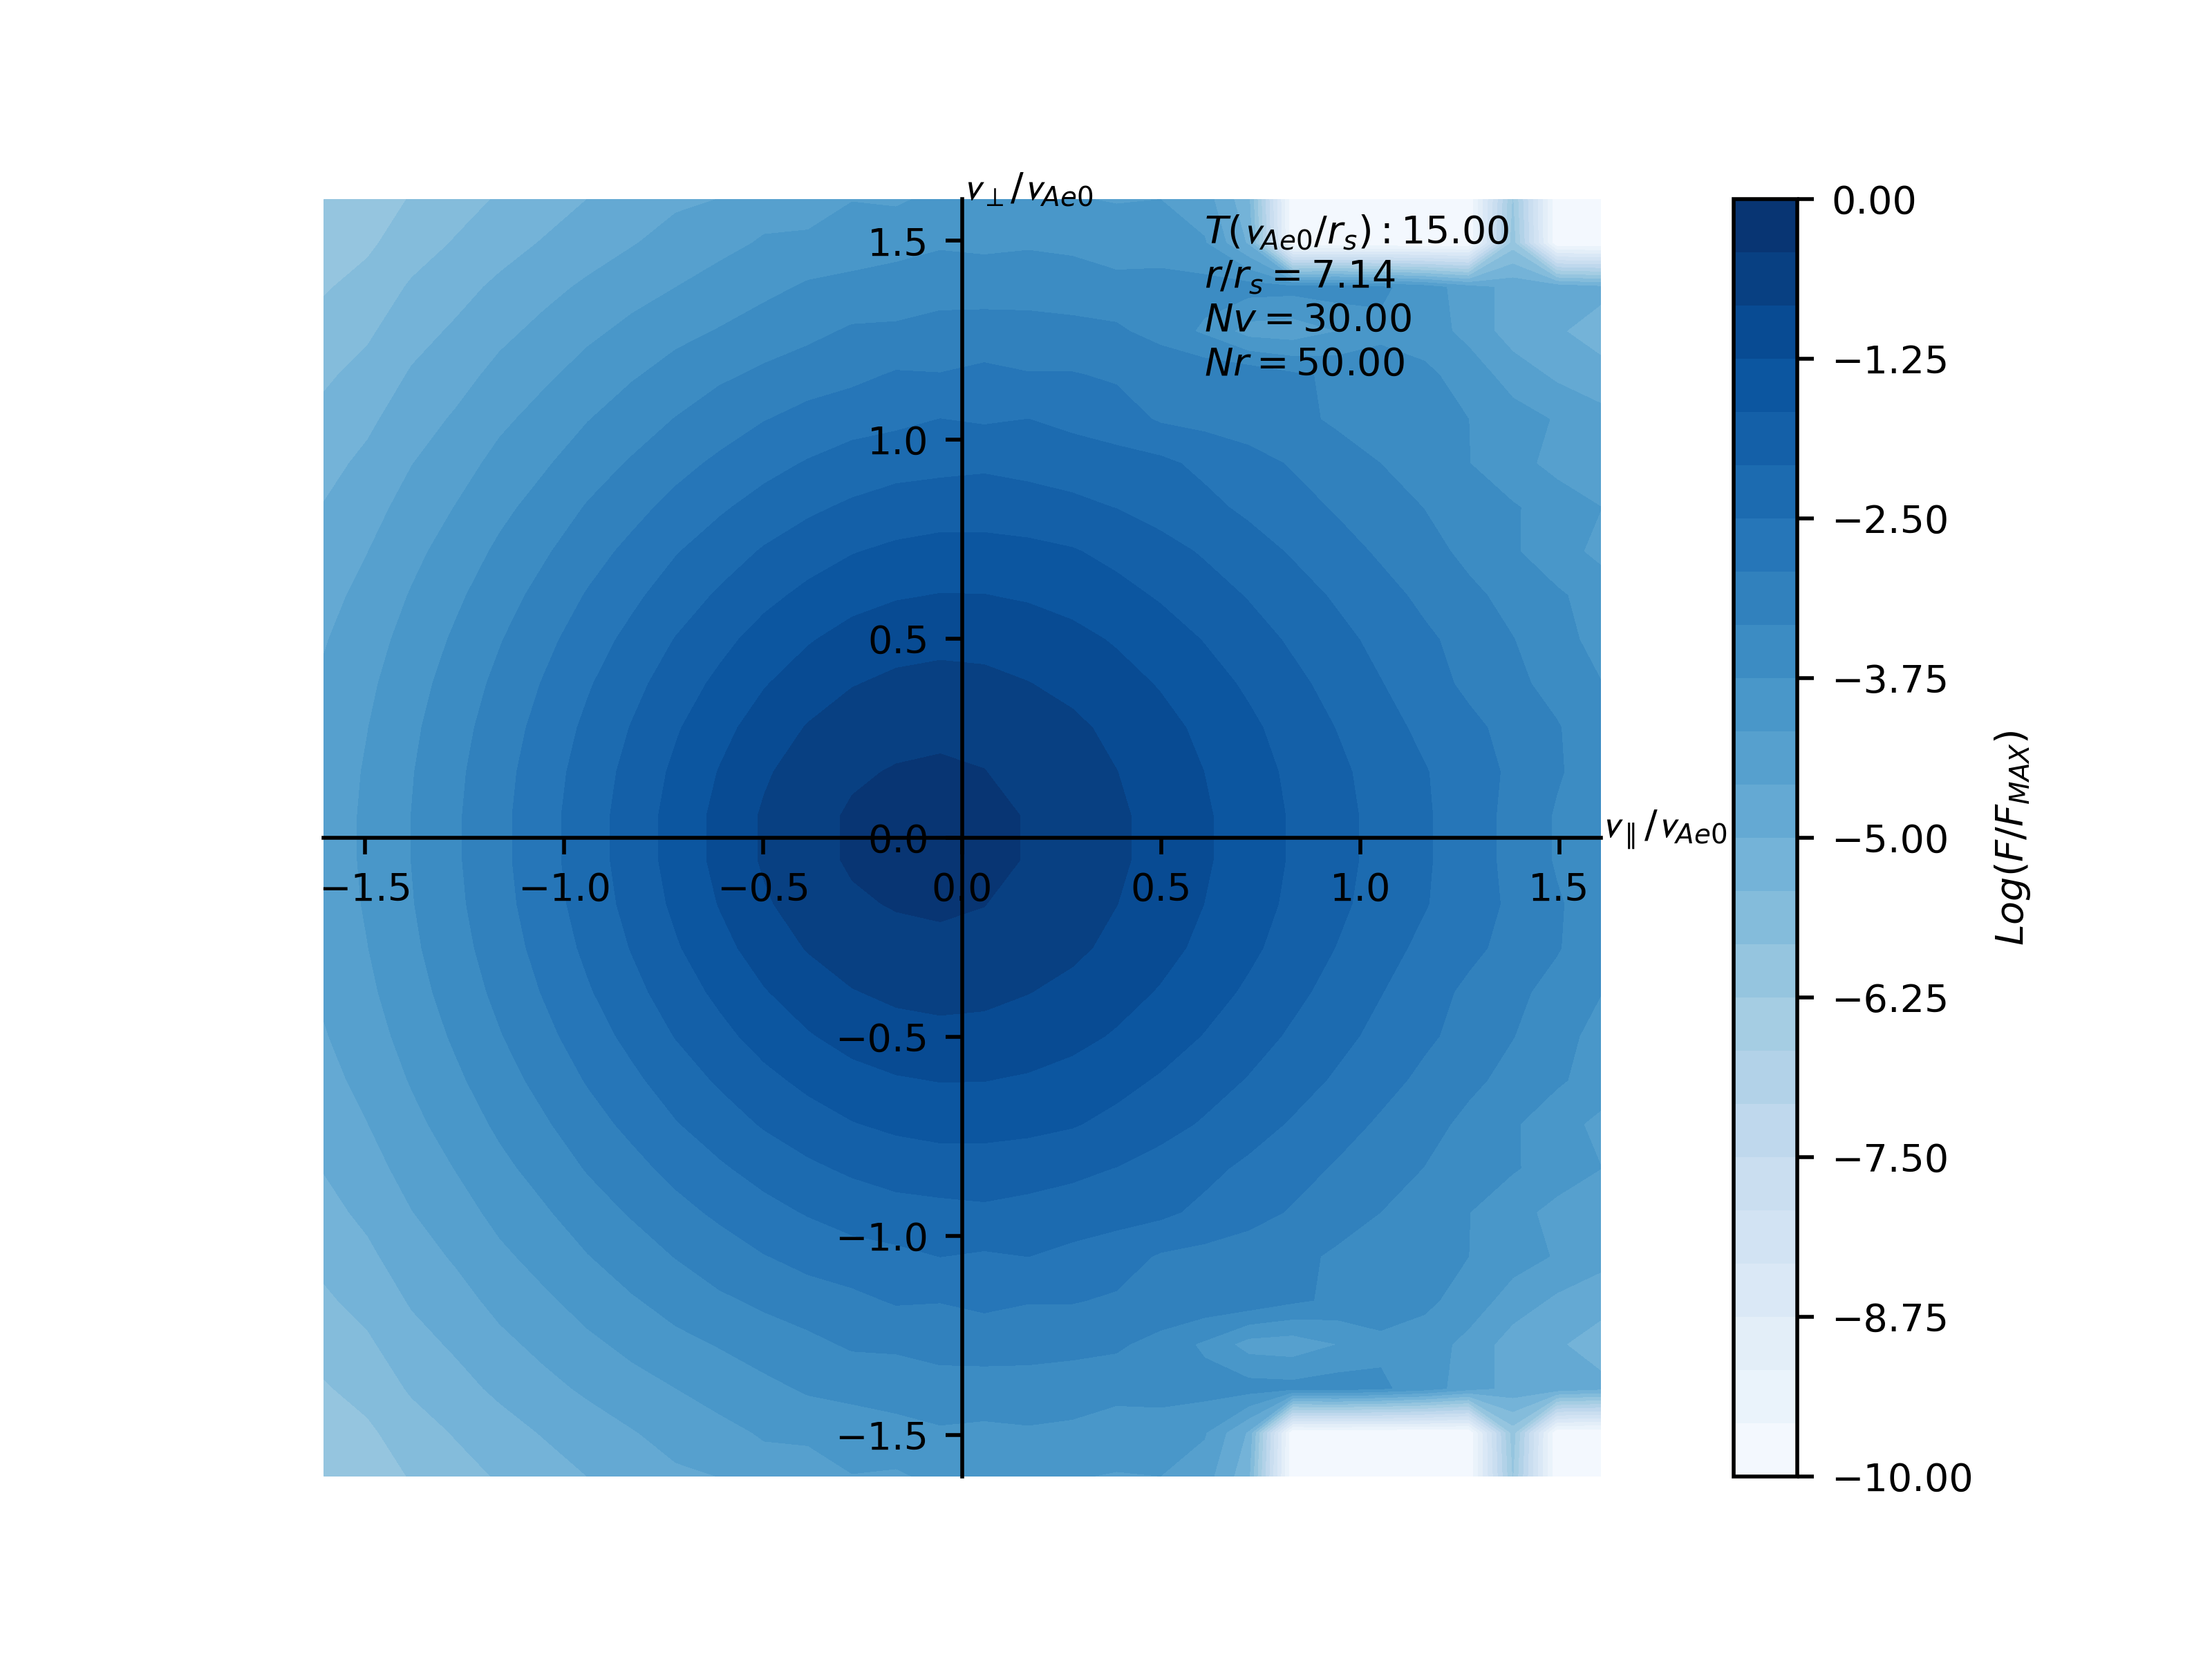 v⊥/vAe0
T(vAe0/rs) : 15.00
r/rs = 7.14
Nv = 30.00
Nr = 50.00
1.5
1.0
0.5
0.0
−0.5
−1.0
−1.5
−1.5 −1.0 −0.5 0.0 0.5 1.0 1.5
v∥/vAe0
0.00
−1.25
−2.50
−3.75
−5.00
−6.25
−7.50
−8.75
−10.00
Log(F/FMAX)